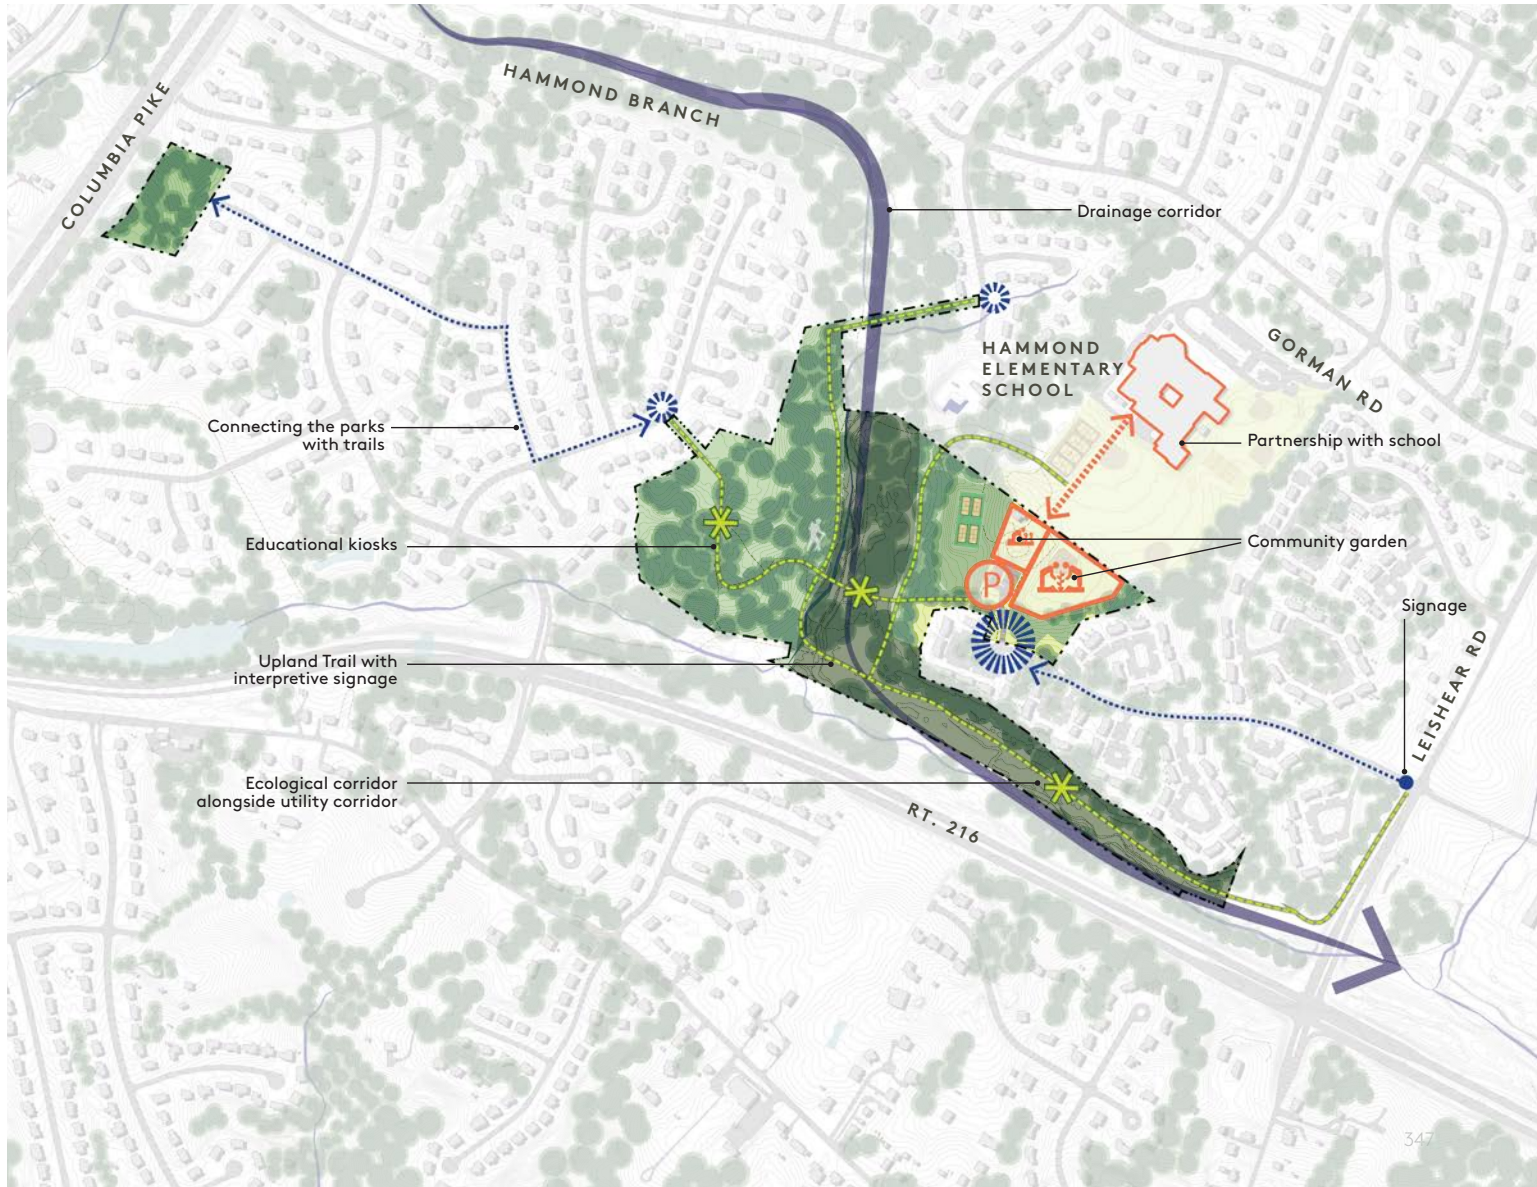 HAMMOND BRANCH
COLUMBIA PIKE
Drainage corridor
HAMMOND
ELEMENTARY
SCHOOL
GORMAN RD
Connecting the parks
with trails
Partnership with school
Educational kiosks
Community garden
P
Signage
Upland Trail with
interpretive signage
LEISHEAR RD
Ecological corridor
alongside utility corridor
RT. 216
347